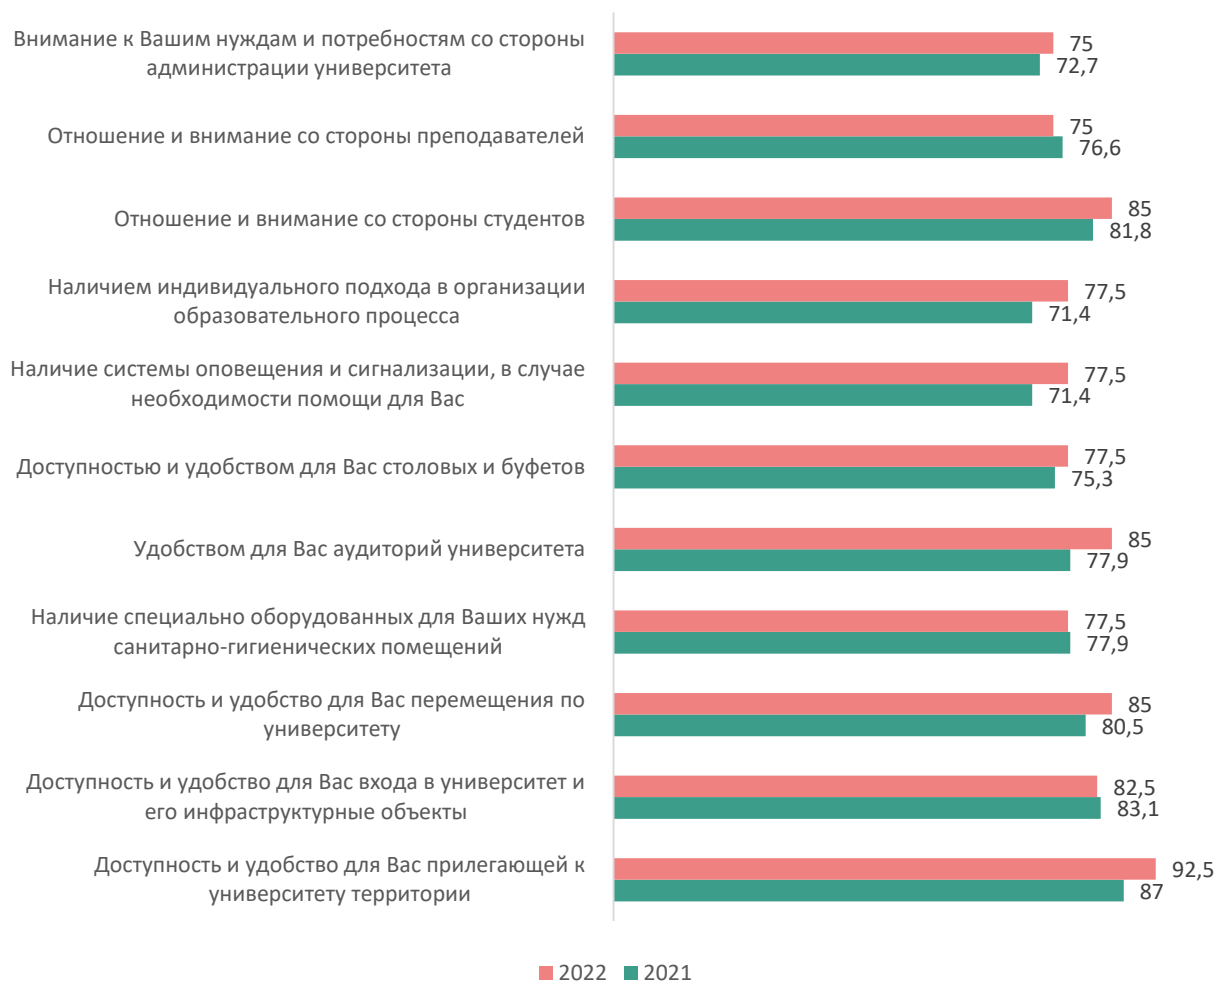 Внимание к Вашим нуждам и потребностям со стороны
администрации университета
75
72,7
Отношение и внимание со стороны преподавателей
75
76,6
Отношение и внимание со стороны студентов
85
81,8
Наличием индивидуального подхода в организации
образовательного процесса
77,5
71,4
Наличие системы оповещения и сигнализации, в случае
необходимости помощи для Вас
77,5
71,4
Доступностью и удобством для Вас столовых и буфетов
77,5
75,3
Удобством для Вас аудиторий университета
85
77,9
Наличие специально оборудованных для Ваших нужд
санитарно-гигиенических помещений
77,5
77,9
Доступность и удобство для Вас перемещения по
университету
85
80,5
Доступность и удобство для Вас входа в университет и
его инфраструктурные объекты
82,5
83,1
Доступность и удобство для Вас прилегающей к
университету территории
92,5
87
2022 2021